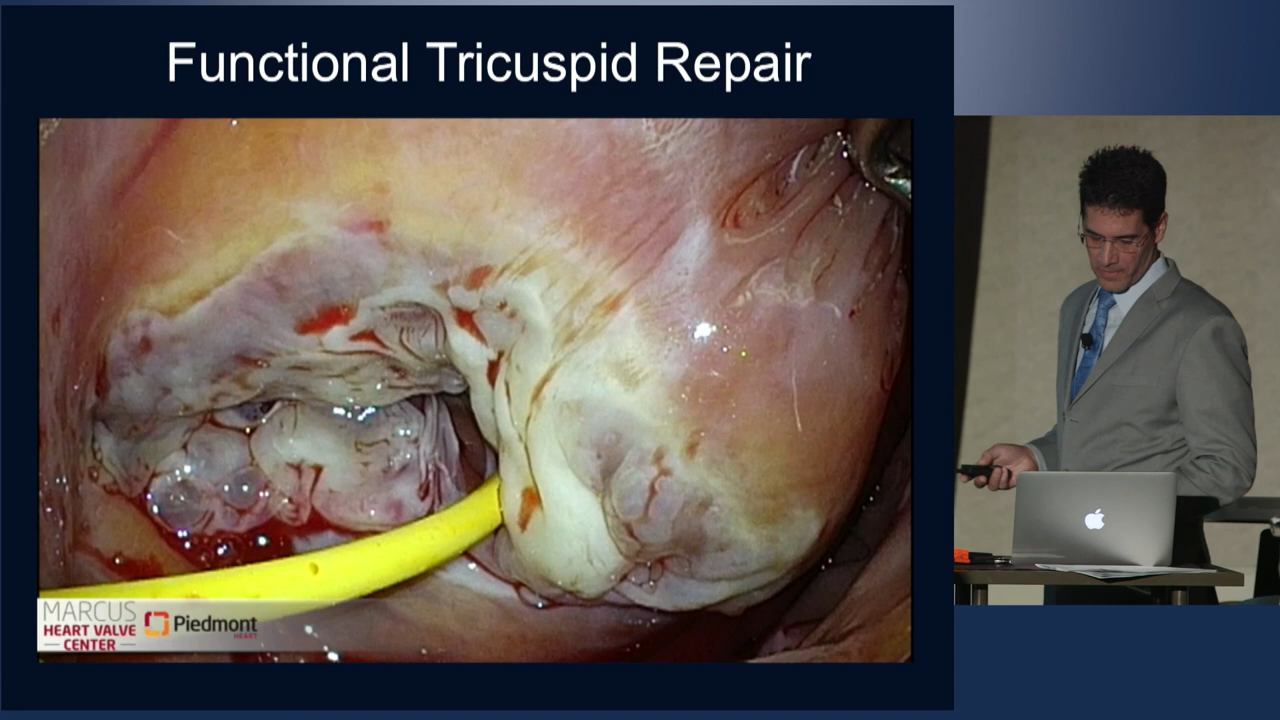 Functional Tricuspid Repair
MARCUS
HEART VALVE
CENTER
Piedmont
HEART